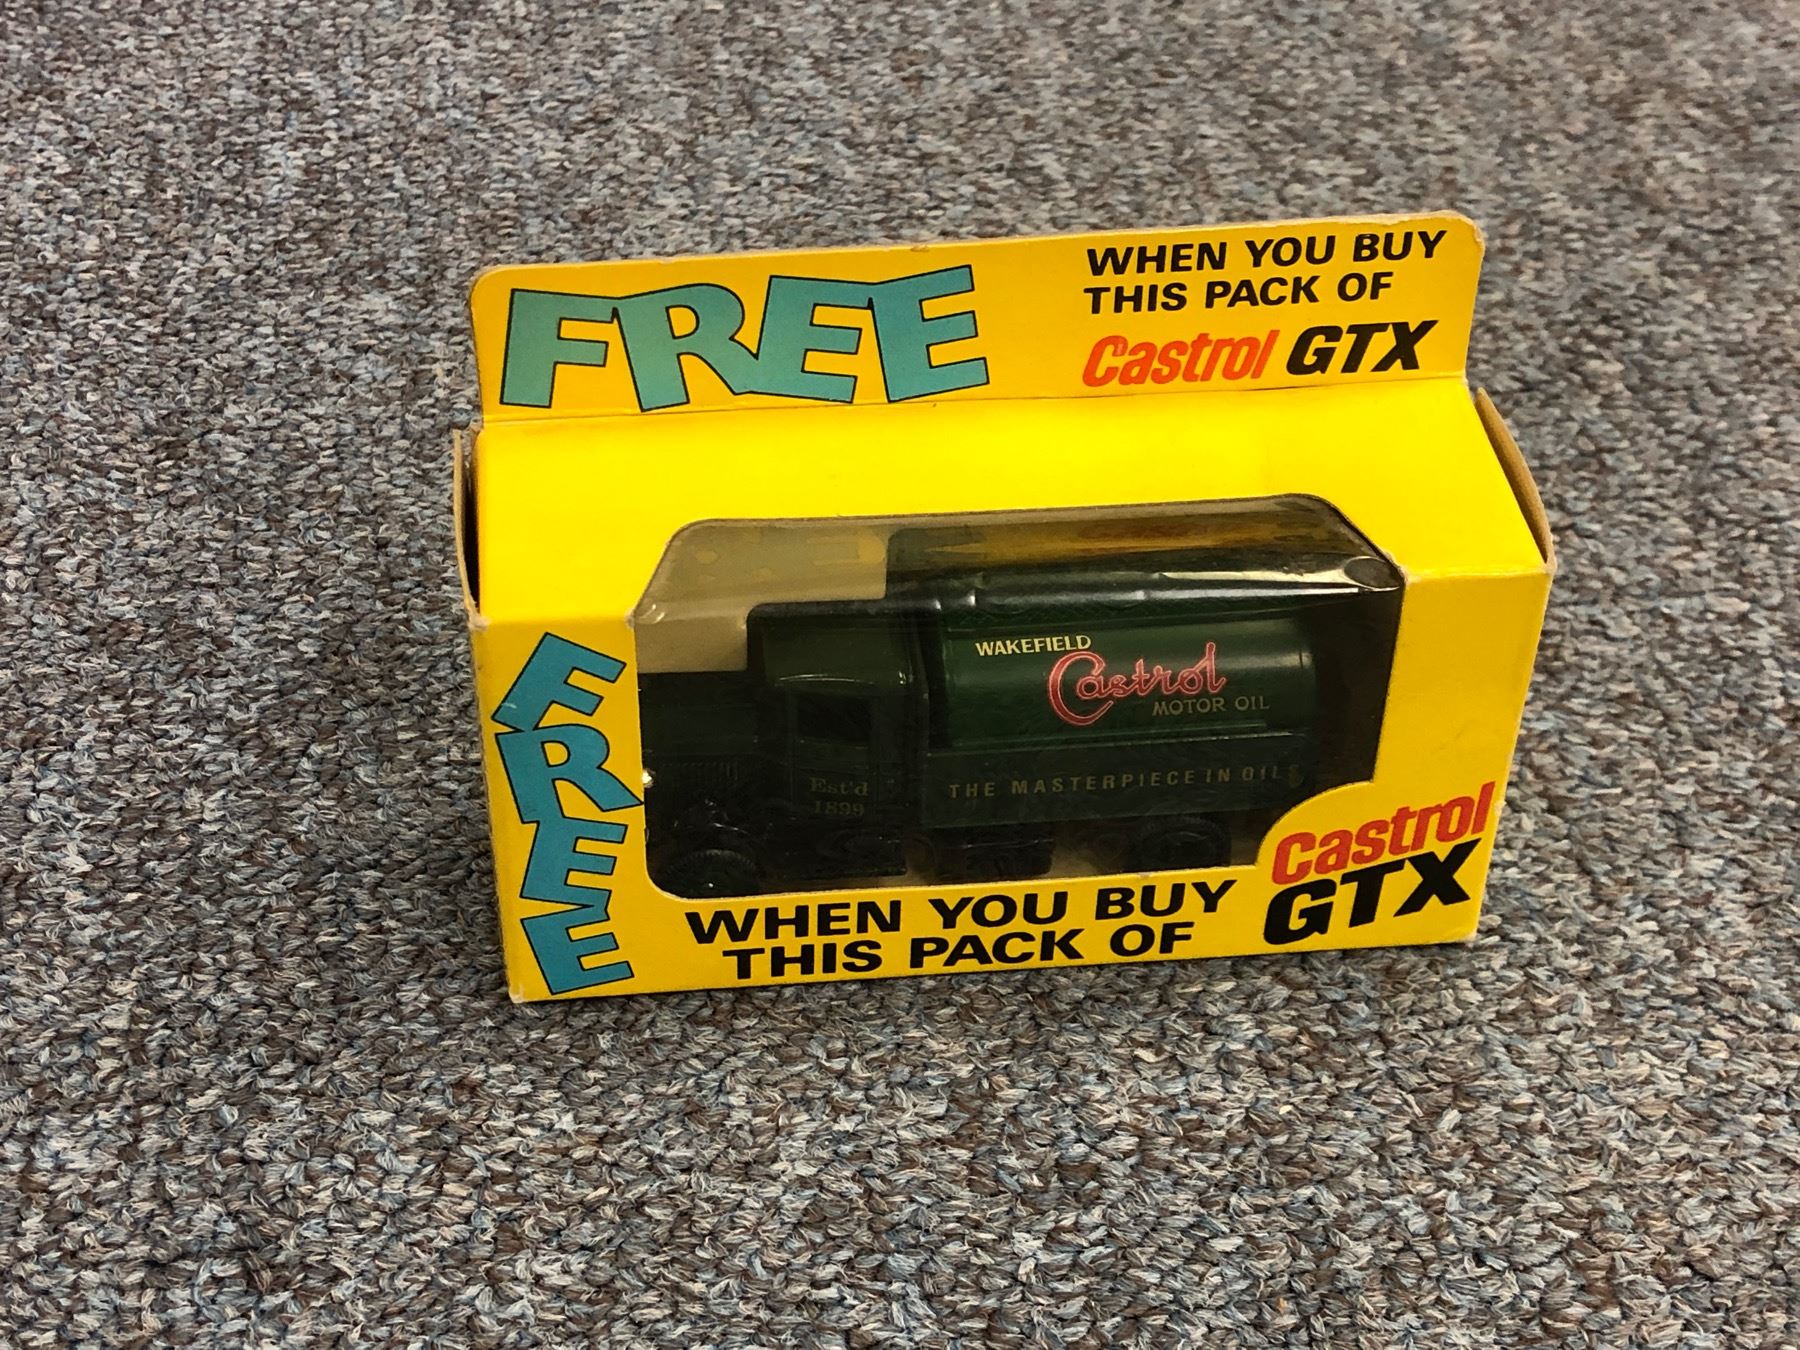 FREE
WHEN YOU BUY
THIS PACK OF
Castrol GTX
WAKEFIELD
Castrol
MOTOR OIL
Est'd
1899
THE MASTERPIECE IN OILS
FREE
WHEN YOU BUY
THIS PACK OF
Castrol
GTX